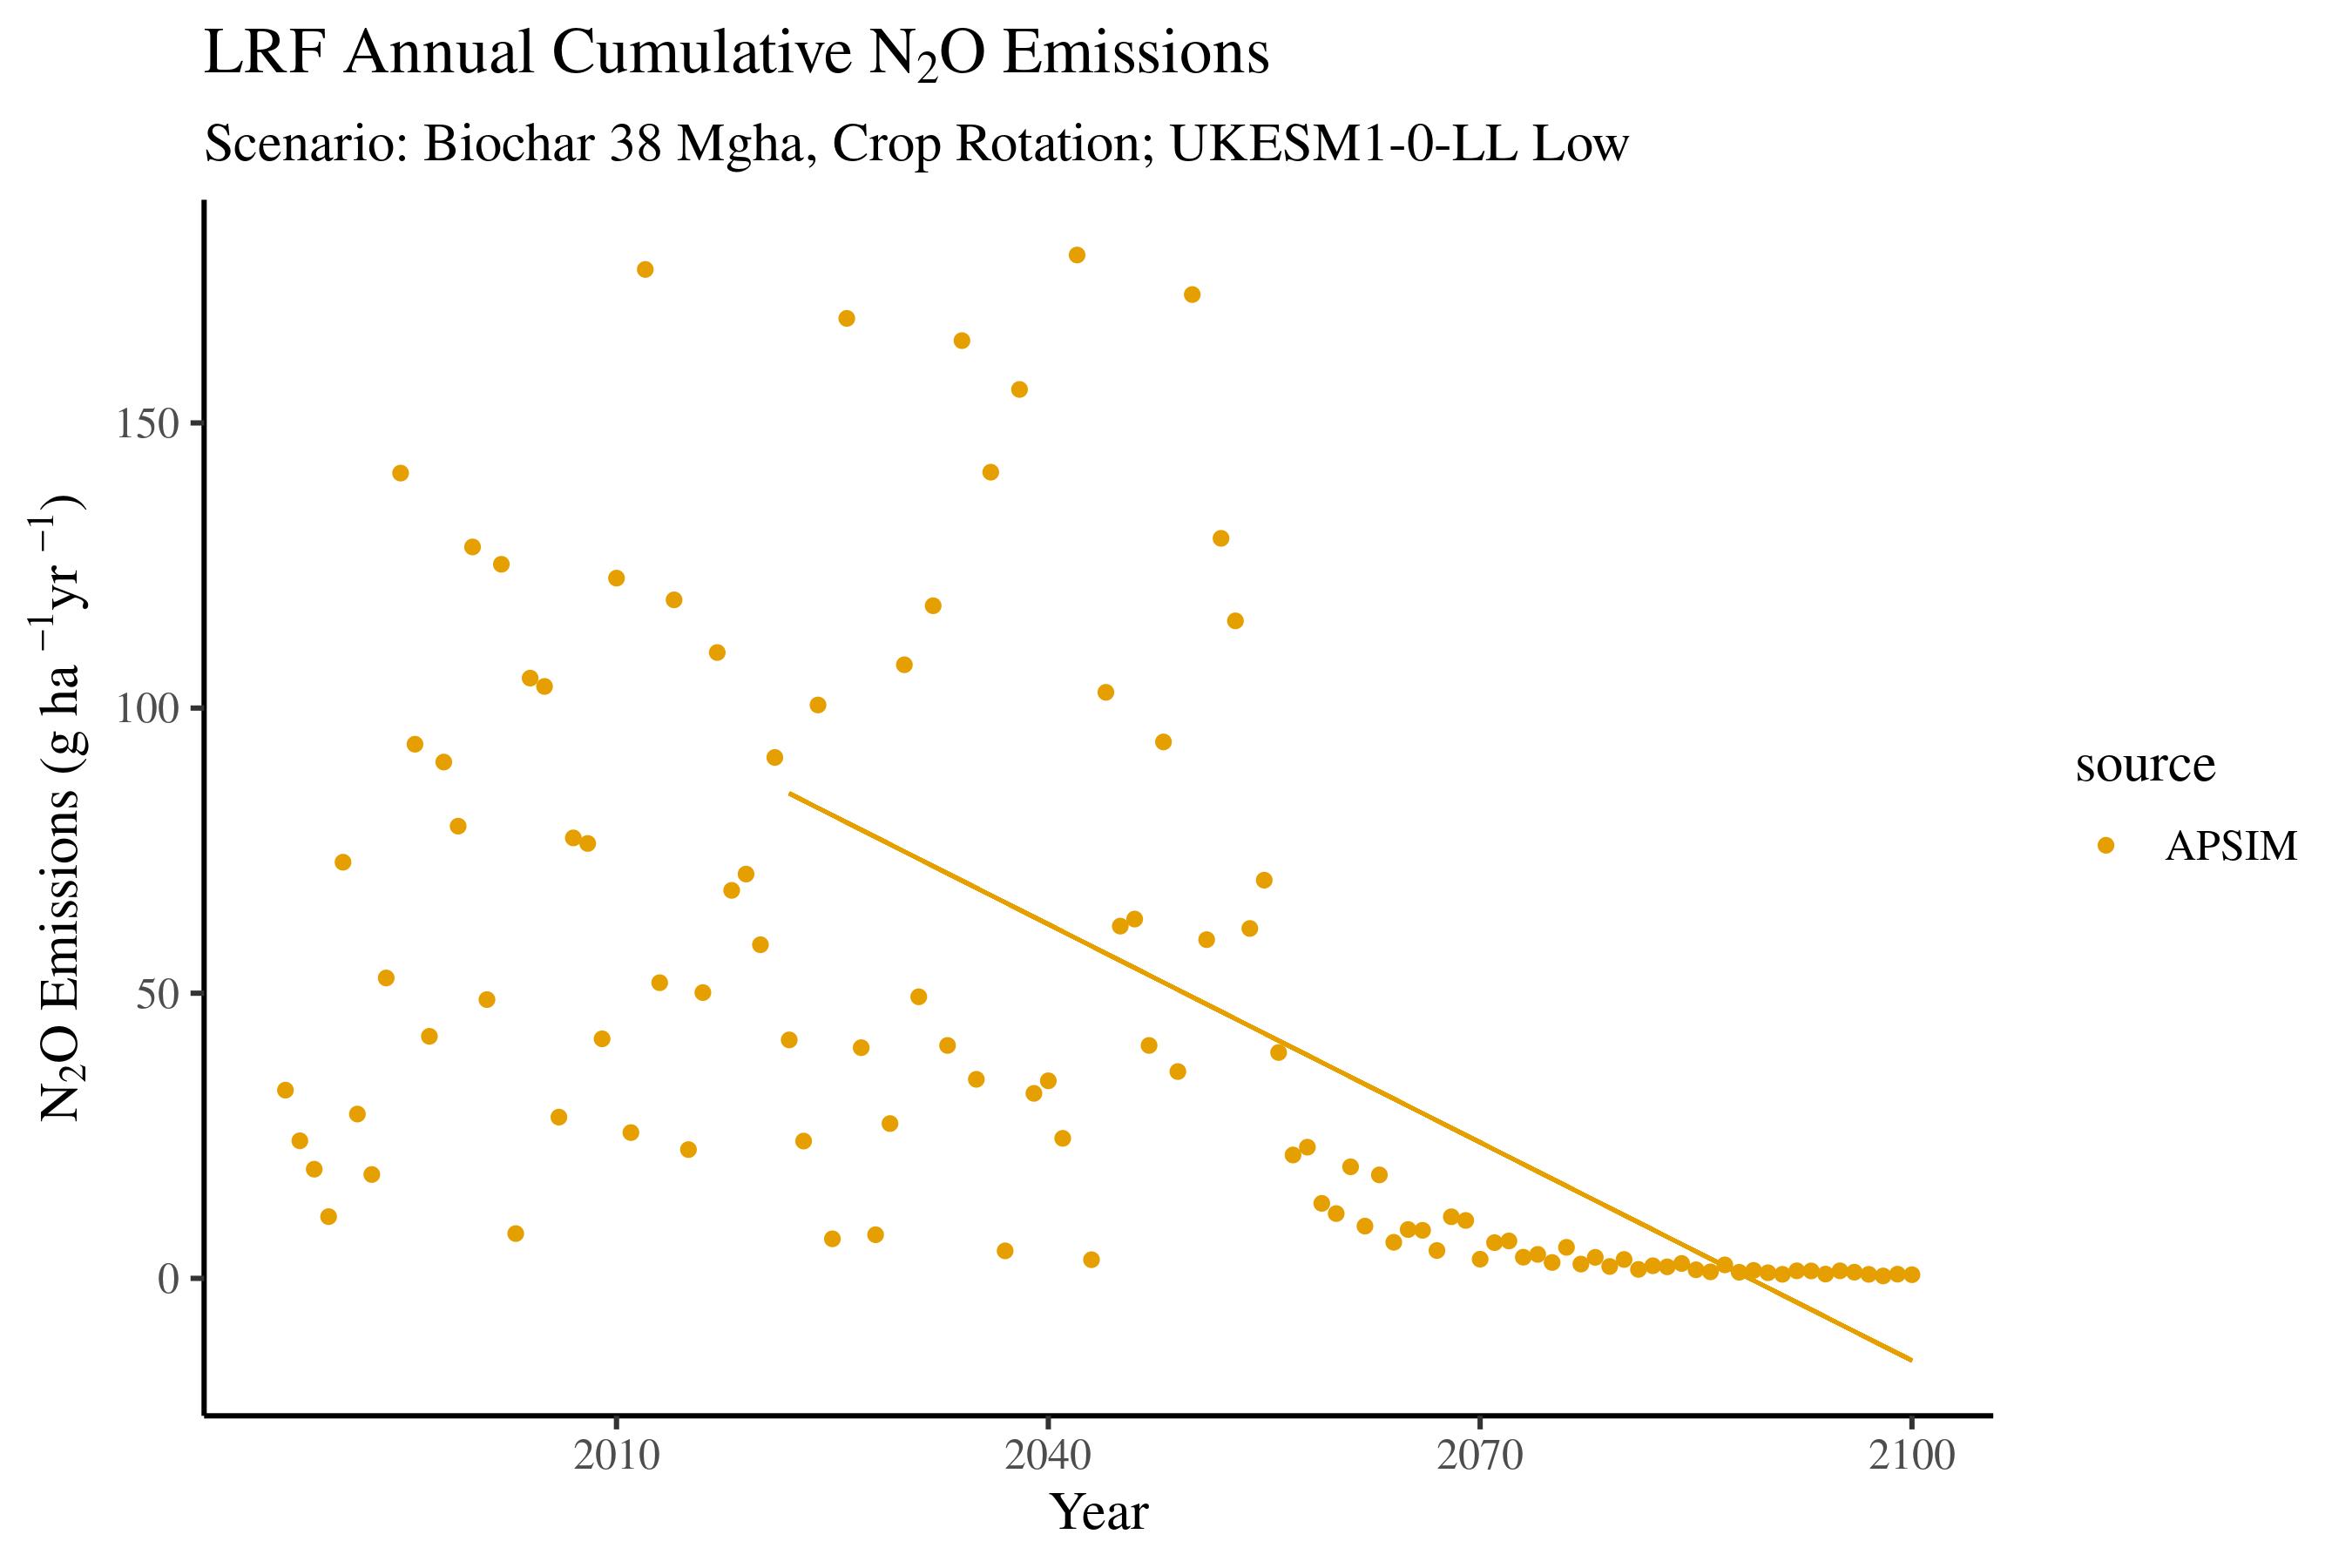 LRF Annual Cumulative N₂O Emissions
Scenario: Biochar 38 Mgha, Crop Rotation; UKESM1-0-LL Low
N₂O Emissions (g ha⁻¹yr⁻¹)
150
100
50
0
2010
2040
2070
2100
Year
source
APSIM